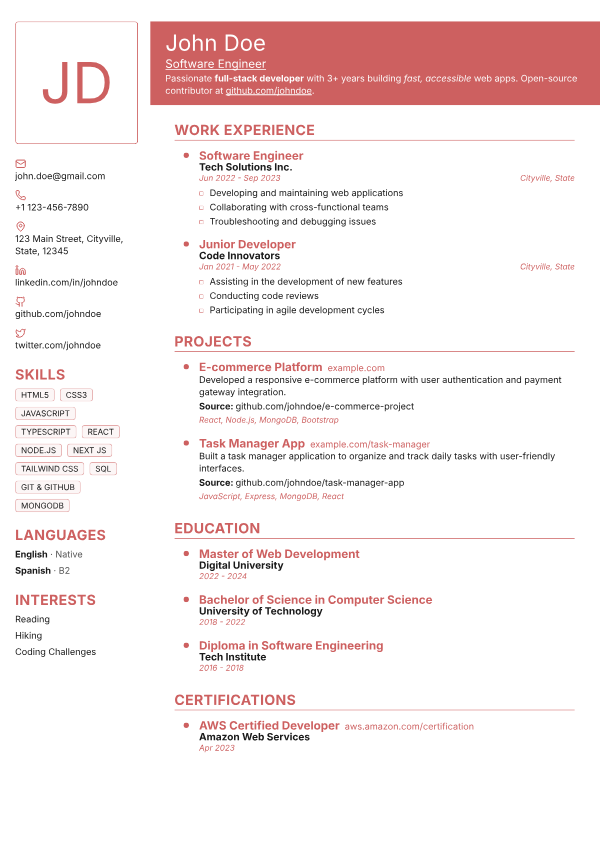 JD
john.doe@gmail.com
+1 123-456-7890
123 Main Street, Cityville,
State, 12345
linkedin.com/in/johndoe
github.com/johndoe
twitter.com/johndoe
SKILLS
HTML5 CSS3
JAVASCRIPT
TYPESCRIPT REACT
NODE.JS NEXT JS
TAILWIND CSS SQL
GIT & GITHUB
MONGODB
LANGUAGES
English · Native
Spanish · B2
INTERESTS
Reading
Hiking
Coding Challenges
John Doe
Software Engineer
Passionate full-stack developer with 3+ years building fast, accessible web apps. Open-source
contributor at github.com/johndoe.
WORK EXPERIENCE
Software Engineer
Tech Solutions Inc.
Jun 2022 - Sep 2023 Cityville, State
Developing and maintaining web applications
Collaborating with cross-functional teams
Troubleshooting and debugging issues
Junior Developer
Code Innovators
Jan 2021 - May 2022 Cityville, State
Assisting in the development of new features
Conducting code reviews
Participating in agile development cycles
PROJECTS
E-commerce Platform example.com
Developed a responsive e-commerce platform with user authentication and payment
gateway integration.
Source: github.com/johndoe/e-commerce-project
React, Node.js, MongoDB, Bootstrap
Task Manager App example.com/task-manager
Built a task manager application to organize and track daily tasks with user-friendly
interfaces.
Source: github.com/johndoe/task-manager-app
JavaScript, Express, MongoDB, React
EDUCATION
Master of Web Development
Digital University
2022 - 2024
Bachelor of Science in Computer Science
University of Technology
2018 - 2022
Diploma in Software Engineering
Tech Institute
2016 - 2018
CERTIFICATIONS
AWS Certified Developer aws.amazon.com/certification
Amazon Web Services
Apr 2023